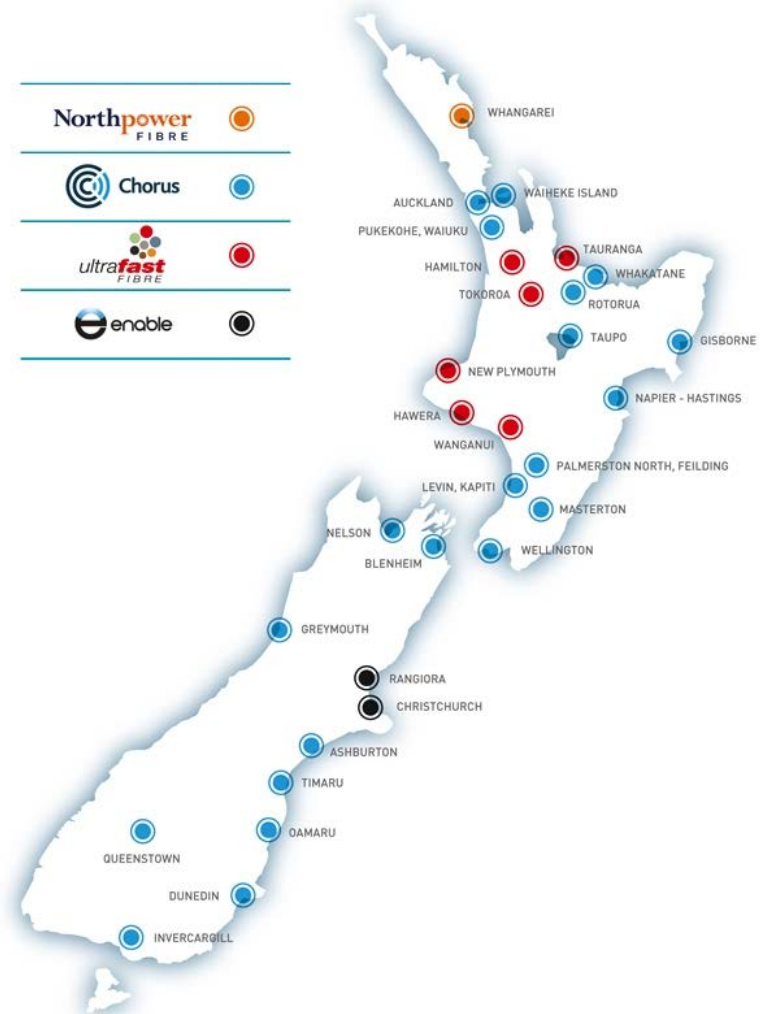 Northpower
FIBRE
Chorus
ultrafast
FIBRE
enable
WHANGAREI
WAIHEKE ISLAND
AUCKLAND
PUKEKOHE, WAIUKU
TAURANGA
HAMILTON
WHAKATANE
TOKOROA
ROTORUA
TAUPO
GISBORNE
NEW PLYMOUTH
NAPIER - HASTINGS
HAWERA
WANGANUI
PALMERSTON NORTH, FEILDING
LEVIN, KAPITI
MASTERTON
NELSON
WELLINGTON
BLENHEIM
GREYMOUTH
RANGIORA
CHRISTCHURCH
ASHBURTON
TIMARU
OAMARU
QUEENSTOWN
DUNEDIN
INVERCARGILL